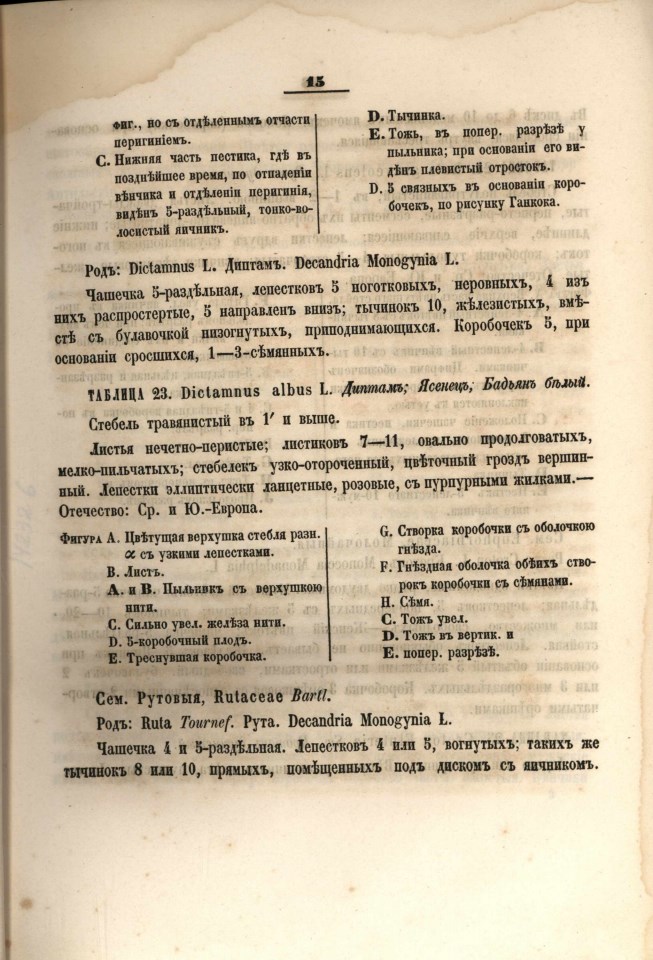 15
фиг., но съ отдѣленнымъ отчасти
перигиніемъ.
C. Нижняя часть пестика, гдѣ въ
позднѣйшее время, по отпаденіи
вѣнчика и отдѣленіи перигинія,
видѣнъ 5-раздѣльный, тонко-во-
лосистый яичникъ.
D. Тычинка.
E. Тожь, въ попер. разрѣзѣ у
пыльника; при основаніи его ви-
дѣнъ плевистый отростокъ.
D. 5 связныхъ въ основаніи коро-
бочекъ, по рисунку Ганкока.
Родъ: Dictamnus L. Диптамъ. Decandria Monogynia L.
Чашечка 5-раздѣльная, лепестковъ 5 ноготковыхъ, неровныхъ, 4 изъ
нихъ распростертые, 5 направленъ внизъ; тычинокъ 10, жѣлезистыхъ, вмѣ-
стѣ съ булавочкой низогнутыхъ, приподнимающихся. Коробочекъ 5, при
основаніи сросшихся, 1—3-сѣмянныхъ.
ТАБЛИЦА 23. Dictamnus albus L. Диптамъ; Ясенецъ; Бадьянъ бѣлый.
Стебель травянистый въ 1′ и выше.
Листья нечетно-перистые; листиковъ 7—11, овально продолговатыхъ,
мелко-пильчатыхъ; стебелекъ узко-отороченный, цвѣточный гроздъ вершин-
ный. Лепестки эллиптически ланцетные, розовые, съ пурпурными жилками.—
Отечество: Ср. и Ю.-Европа.
ФИГУРА A. Цвѣтущая верхушка стебля разн.
α съ узкими лепестками.
B. Листъ.
A. и B. Пыльникъ съ верхушкою
нити.
C. Сильно увел. желѣза нити.
D. 5-коробочный плодъ.
E. Треснувшая коробочка.
G. Створка коробочки съ оболочкою
гнѣзда.
F. Гнѣздная оболочка обѣихъ ство-
рокъ коробочки съ сѣмянами.
H. Сѣмя.
C. Тожъ увел.
D. Тожъ въ вертик. и
E. попер. разрѣзѣ.
Сем. Рутовыя, Rutaceae Bartl.
Родъ: Ruta Tournef. Рута. Decandria Monogynia L.
Чашечка 4 и 5-раздѣльная. Лепестковъ 4 или 5, вогнутыхъ; такихъ же
тычинокъ 8 или 10, прямыхъ, помѣщенныхъ подъ дискомъ съ яичникомъ.